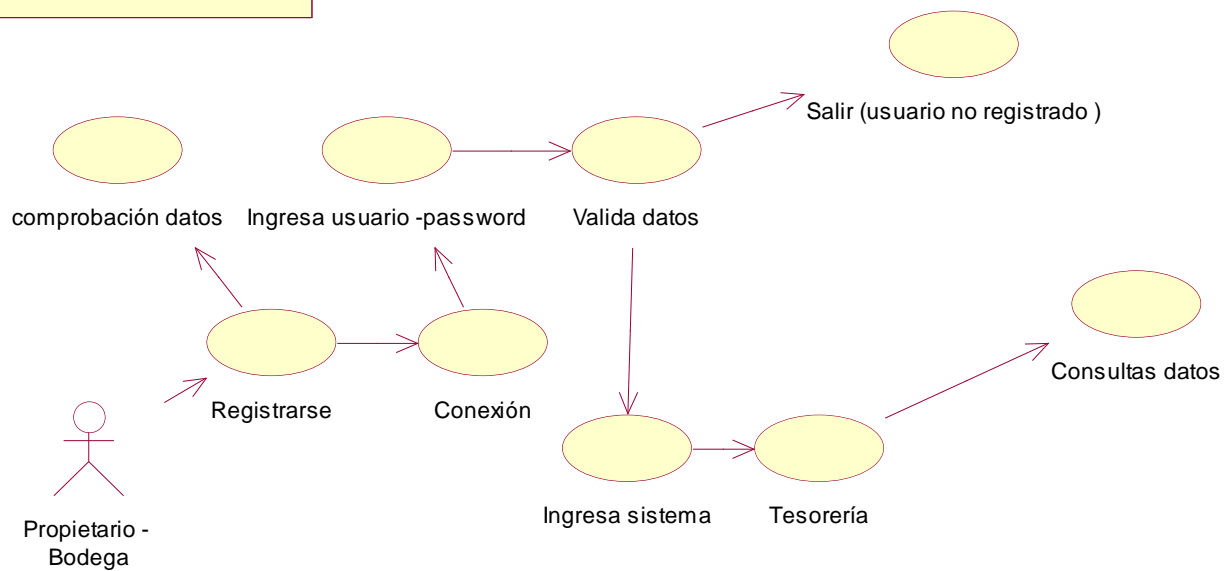 Salir (usuario no registrado )
comprobación datos
Ingresa usuario -password
Valida datos
Consultas datos
Registrarse
Conexión
Ingresa sistema
Tesorería
Propietario -
Bodega